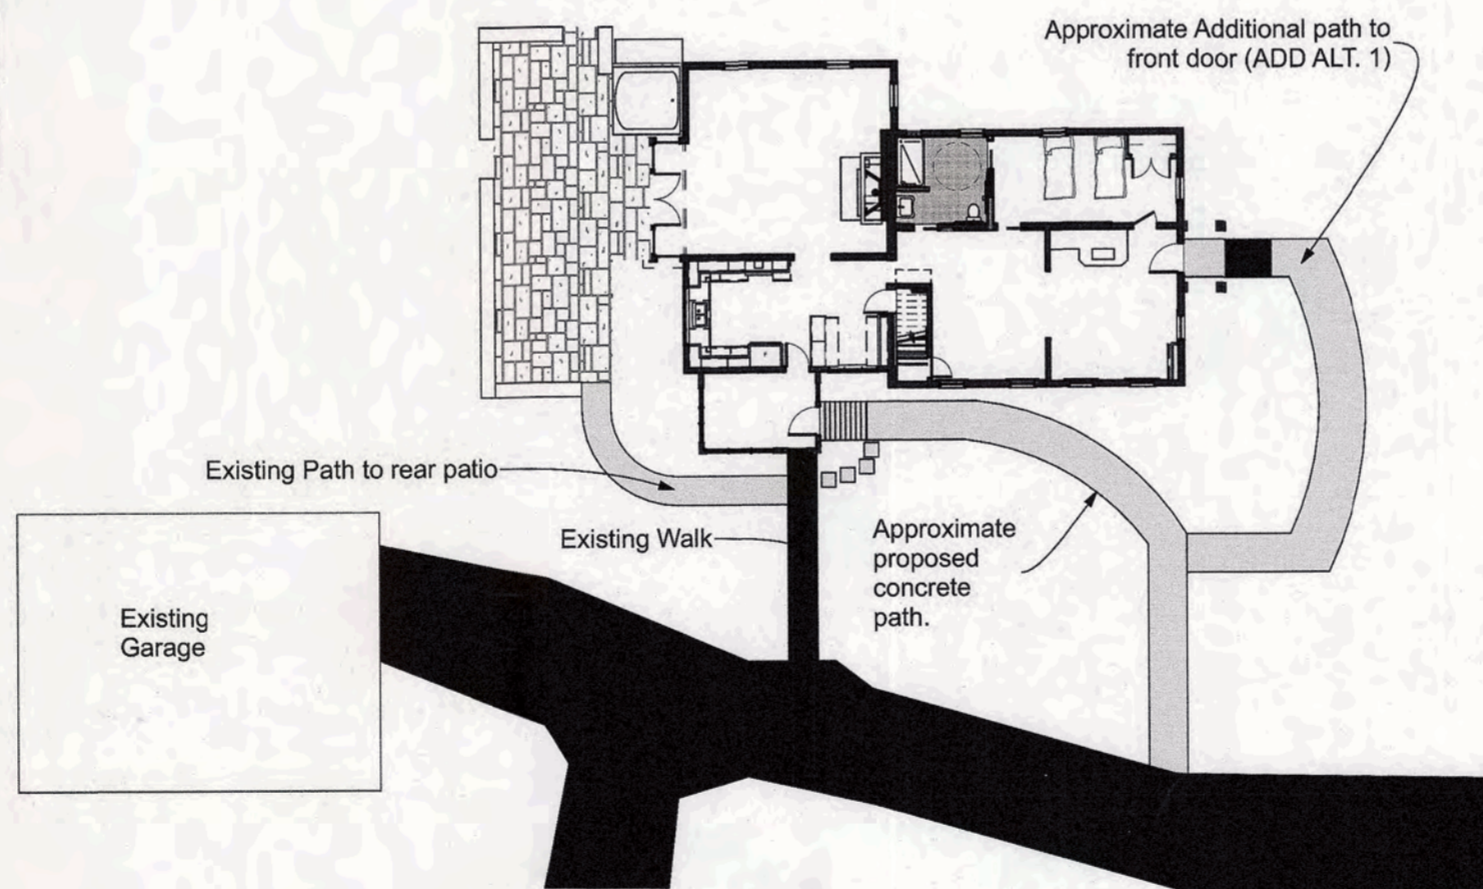 Approximate Additional path to
front door (ADD ALT. 1)
Existing Path to rear patio
Existing Walk
Approximate
proposed
concrete
path.
Existing
Garage